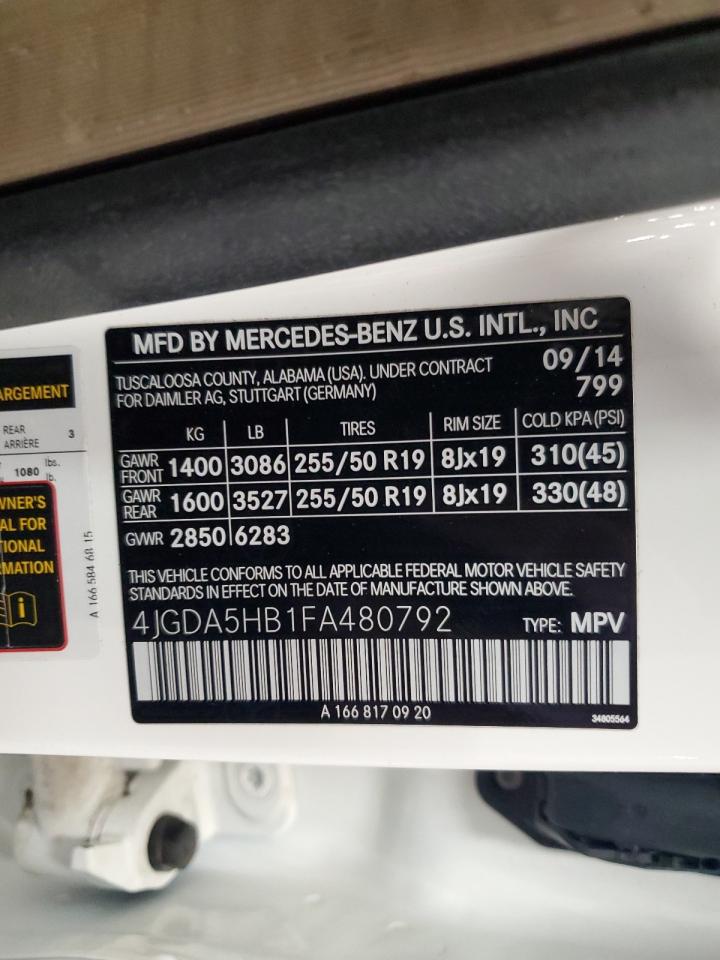 MFD BY MERCEDES-BENZ U.S. INTL., INC
TUSCALOOSA COUNTY, ALABAMA (USA). UNDER CONTRACT
FOR DAIMLER AG, STUTTGART (GERMANY)
09/14
799
KG LB TIRES RIM SIZE COLD KPA (PSI)
GAWR FRONT 1400 3086 255/50 R19 8Jx19 310(45)
GAWR REAR 1600 3527 255/50 R19 8Jx19 330(48)
GVWR 2850 6283
THIS VEHICLE CONFORMS TO ALL APPLICABLE FEDERAL MOTOR VEHICLE SAFETY
STANDARDS IN EFFECT ON THE DATE OF MANUFACTURE SHOWN ABOVE.
4JGDA5HB1FA480792 TYPE: MPV
A 166 817 09 20
34805564
ARGEMENT
REAR
ARRIÈRE 3
1080 lbs.
lb.
WNER'S
AL FOR
TIONAL
RMATION
A 166 584 68 15